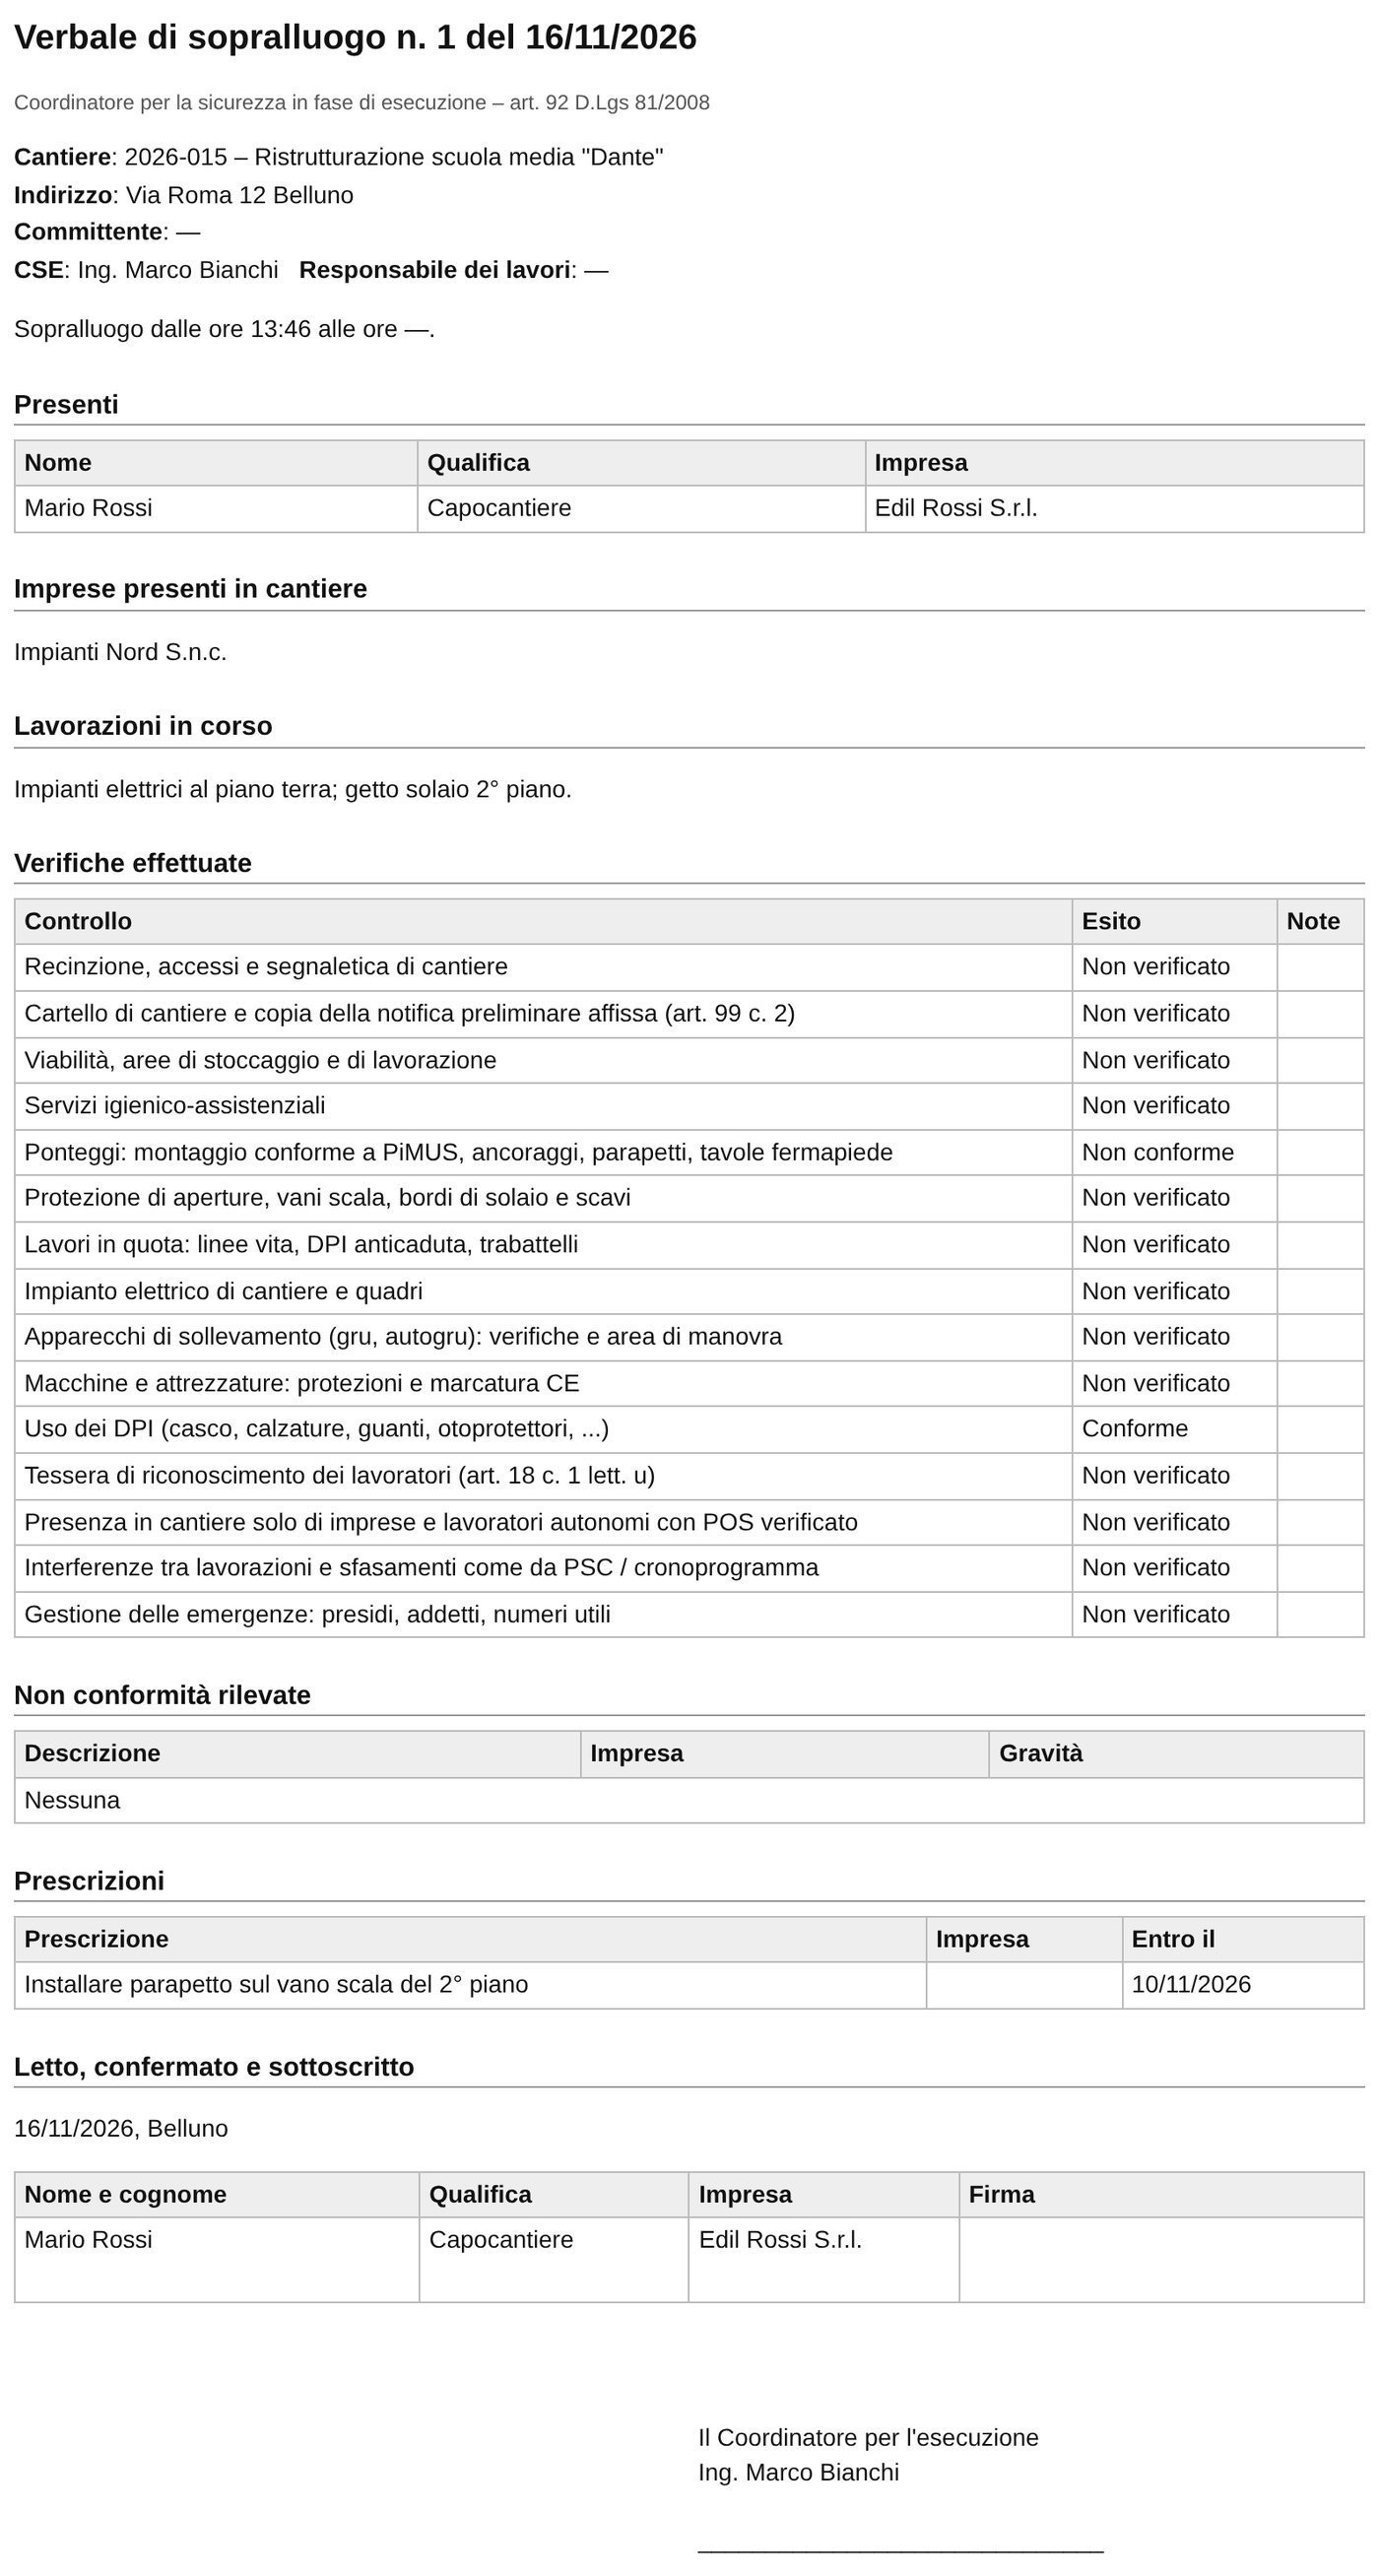 Verbale di sopralluogo n. 1 del 16/11/2026
Coordinatore per la sicurezza in fase di esecuzione – art. 92 D.Lgs 81/2008
Cantiere: 2026-015 – Ristrutturazione scuola media "Dante"
Indirizzo: Via Roma 12 Belluno
Committente: —
CSE: Ing. Marco Bianchi   Responsabile dei lavori: —
Sopralluogo dalle ore 13:46 alle ore —.
Presenti
Nome Qualifica Impresa
Mario Rossi Capocantiere Edil Rossi S.r.l.
Imprese presenti in cantiere
Impianti Nord S.n.c.
Lavorazioni in corso
Impianti elettrici al piano terra; getto solaio 2° piano.
Verifiche effettuate
Controllo Esito Note
Recinzione, accessi e segnaletica di cantiere Non verificato
Cartello di cantiere e copia della notifica preliminare affissa (art. 99 c. 2) Non verificato
Viabilità, aree di stoccaggio e di lavorazione Non verificato
Servizi igienico-assistenziali Non verificato
Ponteggi: montaggio conforme a PiMUS, ancoraggi, parapetti, tavole fermapiede Non conforme
Protezione di aperture, vani scala, bordi di solaio e scavi Non verificato
Lavori in quota: linee vita, DPI anticaduta, trabattelli Non verificato
Impianto elettrico di cantiere e quadri Non verificato
Apparecchi di sollevamento (gru, autogru): verifiche e area di manovra Non verificato
Macchine e attrezzature: protezioni e marcatura CE Non verificato
Uso dei DPI (casco, calzature, guanti, otoprotettori, ...) Conforme
Tessera di riconoscimento dei lavoratori (art. 18 c. 1 lett. u) Non verificato
Presenza in cantiere solo di imprese e lavoratori autonomi con POS verificato Non verificato
Interferenze tra lavorazioni e sfasamenti come da PSC / cronoprogramma Non verificato
Gestione delle emergenze: presidi, addetti, numeri utili Non verificato
Non conformità rilevate
Descrizione Impresa Gravità
Nessuna
Prescrizioni
Prescrizione Impresa Entro il
Installare parapetto sul vano scala del 2° piano 10/11/2026
Letto, confermato e sottoscritto
16/11/2026, Belluno
Nome e cognome Qualifica Impresa Firma
Mario Rossi Capocantiere Edil Rossi S.r.l.
Il Coordinatore per l'esecuzione
Ing. Marco Bianchi
______________________________